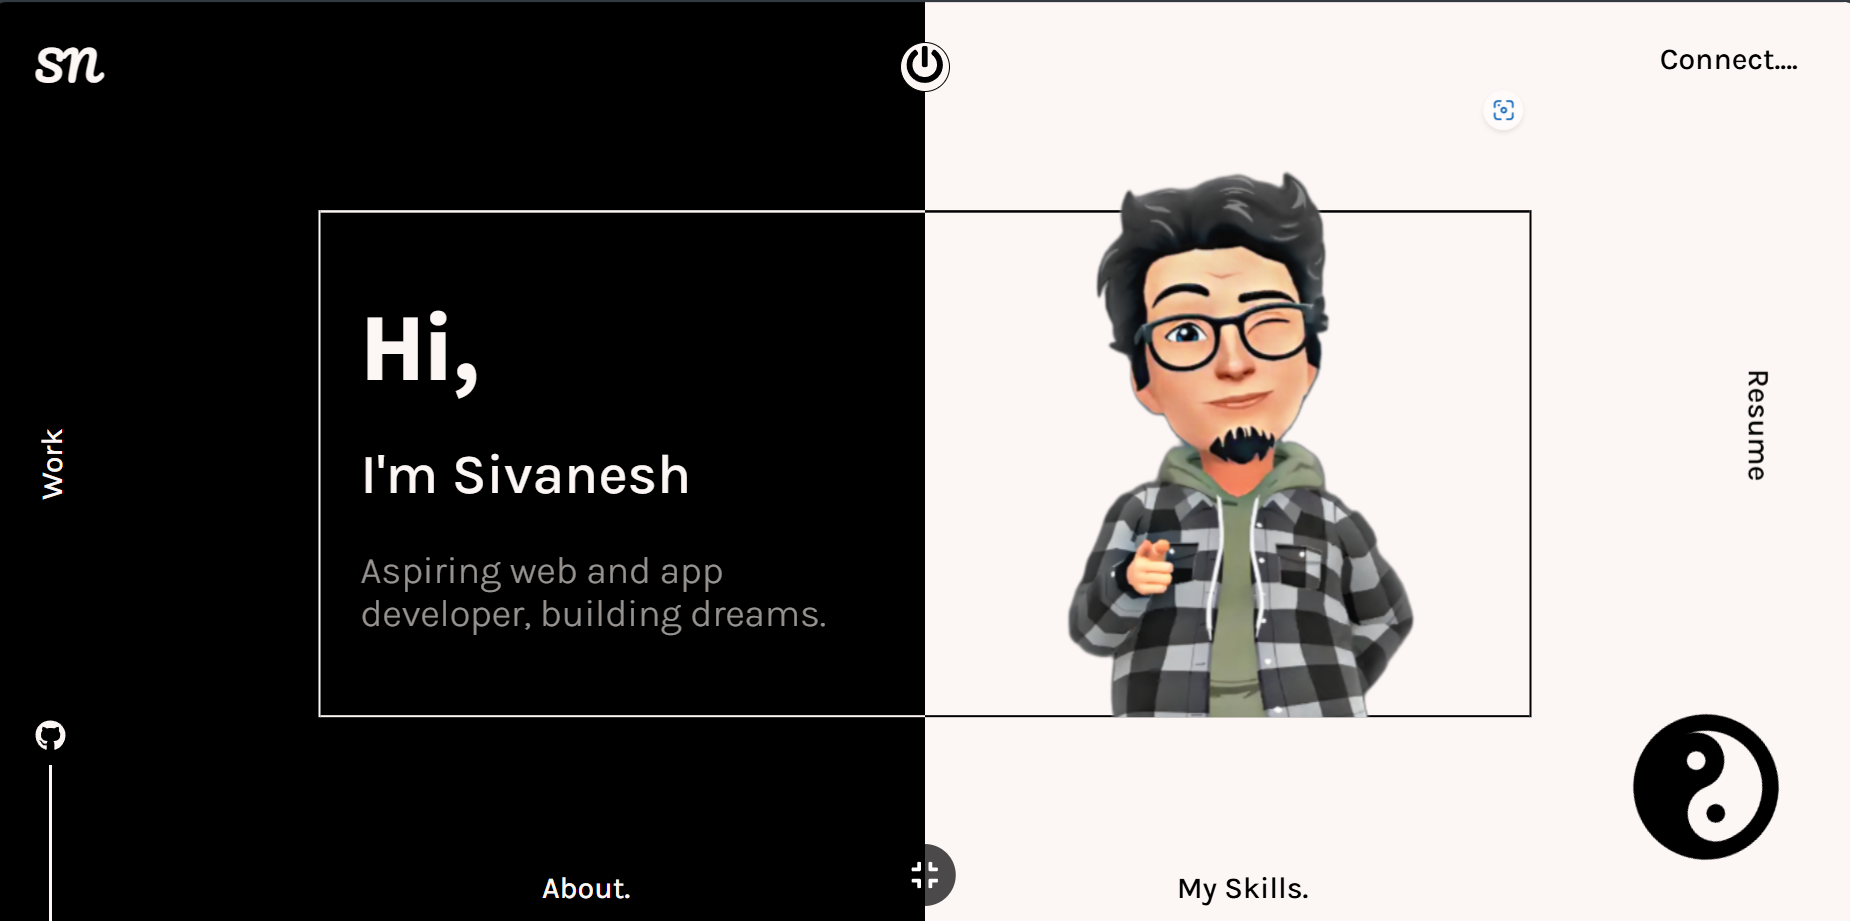 sn
Connect....
Hi,
I'm Sivanesh
Aspiring web and app
developer, building dreams.
Work
Resume
About.
My Skills.